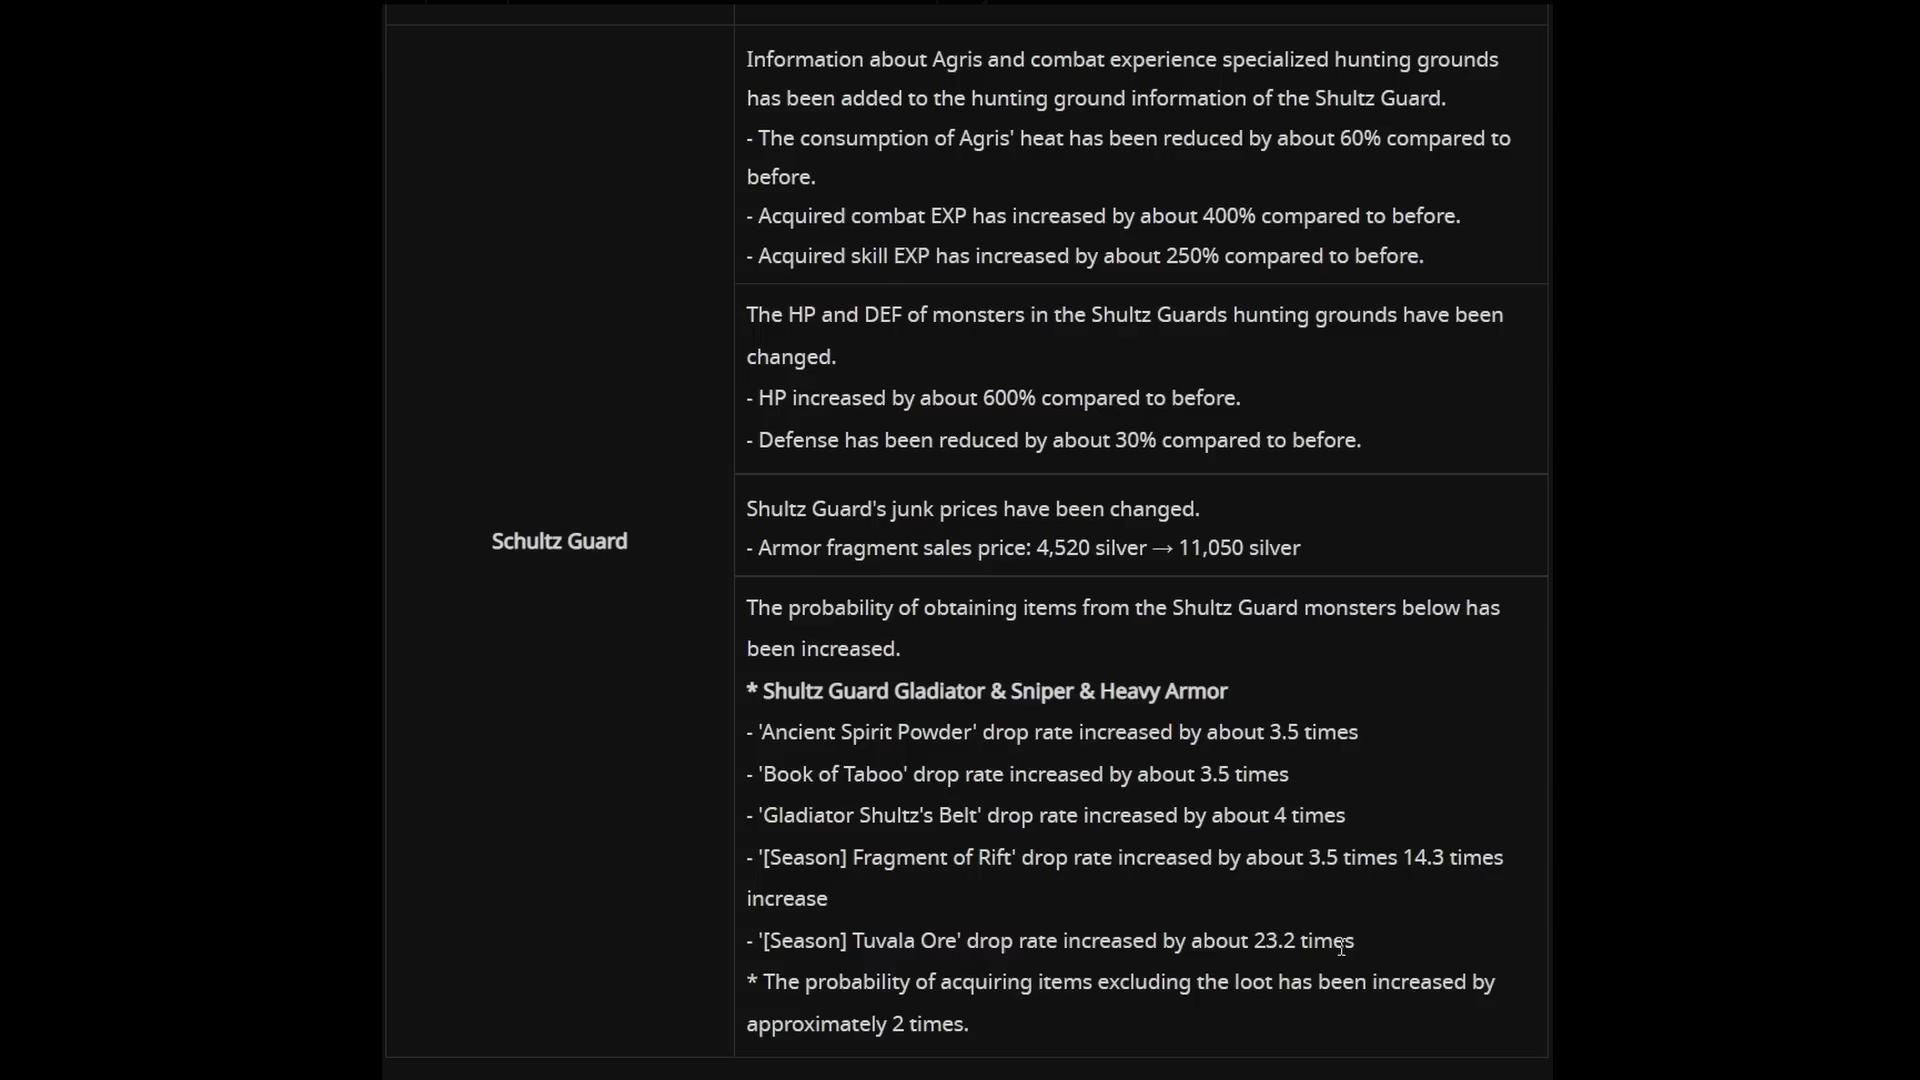 Schultz Guard
Information about Agris and combat experience specialized hunting grounds
has been added to the hunting ground information of the Shultz Guard.
- The consumption of Agris' heat has been reduced by about 60% compared to
before.
- Acquired combat EXP has increased by about 400% compared to before.
- Acquired skill EXP has increased by about 250% compared to before.
The HP and DEF of monsters in the Shultz Guards hunting grounds have been
changed.
- HP increased by about 600% compared to before.
- Defense has been reduced by about 30% compared to before.
Shultz Guard's junk prices have been changed.
- Armor fragment sales price: 4,520 silver → 11,050 silver
The probability of obtaining items from the Shultz Guard monsters below has
been increased.
* Shultz Guard Gladiator & Sniper & Heavy Armor
- 'Ancient Spirit Powder' drop rate increased by about 3.5 times
- 'Book of Taboo' drop rate increased by about 3.5 times
- 'Gladiator Shultz's Belt' drop rate increased by about 4 times
- '[Season] Fragment of Rift' drop rate increased by about 3.5 times 14.3 times
increase
- '[Season] Tuvala Ore' drop rate increased by about 23.2 times
* The probability of acquiring items excluding the loot has been increased by
approximately 2 times.